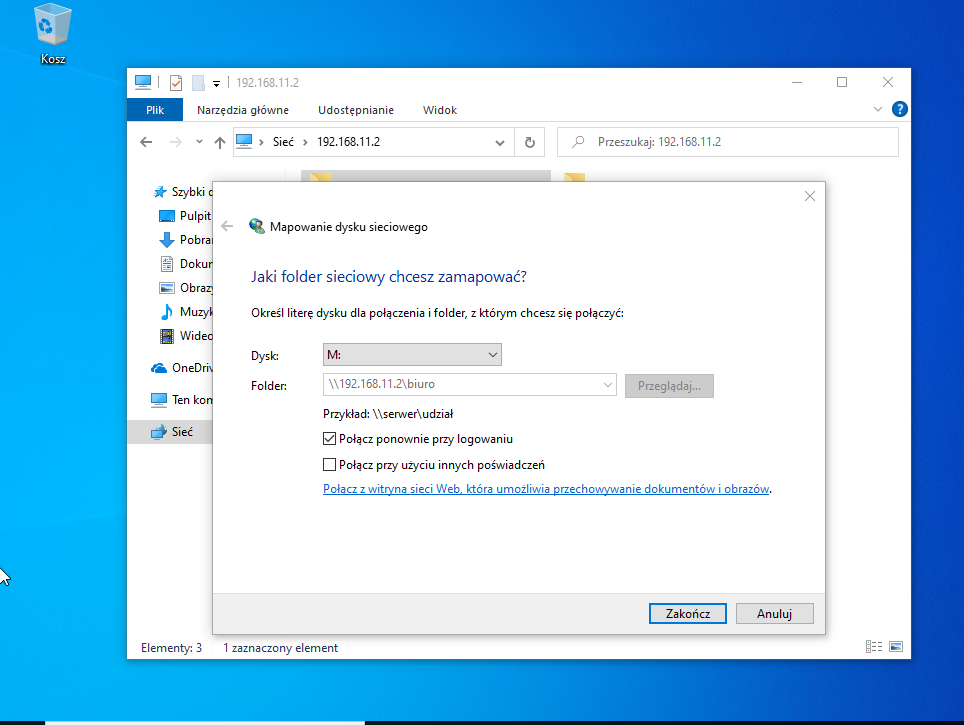 Kosz
192.168.11.2
Plik Narzędzia główne Udostępnianie Widok
Sieć 192.168.11.2 Przeszukaj: 192.168.11.2
Szybki
Pulpit
Mapowanie dysku sieciowego
Jaki folder sieciowy chcesz zamapować?
Określ literę dysku dla połączenia i folder, z którym chcesz się połączyć:
Dysk: M:
Folder: \\192.168.11.2\biuro Przeglądaj...
Przykład: \\serwer\udział
Połącz ponownie przy logowaniu
Połącz przy użyciu innych poświadczeń
Połącz z witryną sieci Web, która umożliwia przechowywanie dokumentów i obrazów.
Obrazy
Wideo
Ten kom
Sieć
Zakończ Anuluj
Elementy: 3 1 zaznaczony element